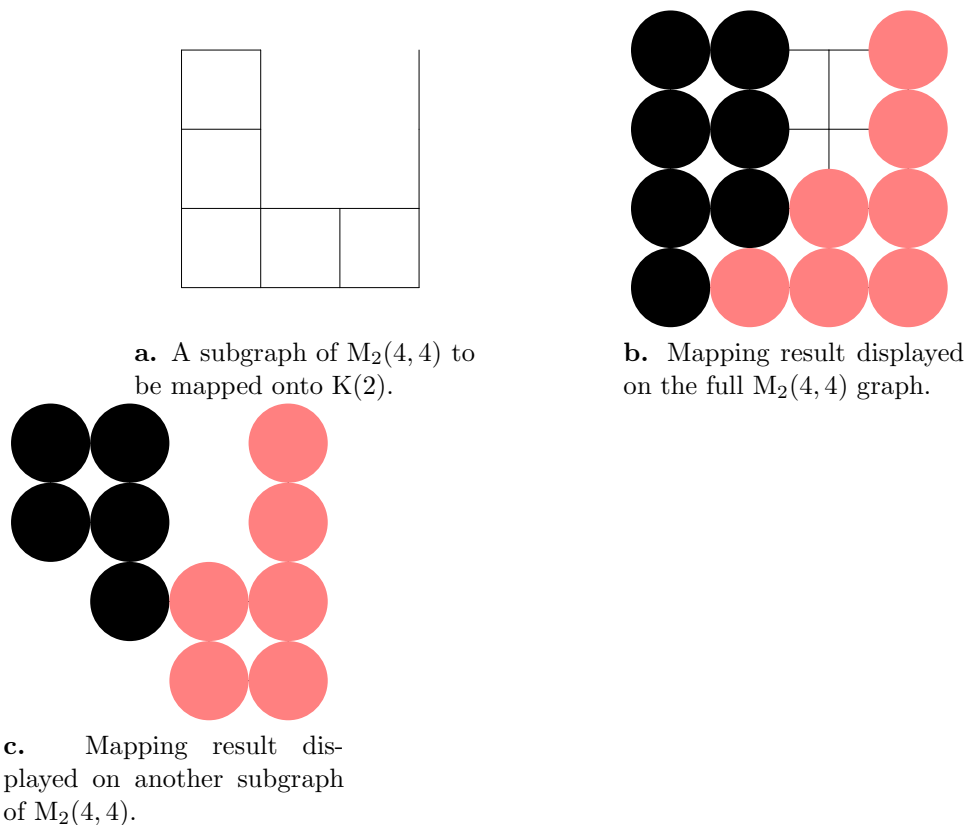 a. A subgraph of M₂(4, 4) to
be mapped onto K(2).
b. Mapping result displayed
on the full M₂(4, 4) graph.
c. Mapping result dis-
played on another subgraph
of M₂(4, 4).